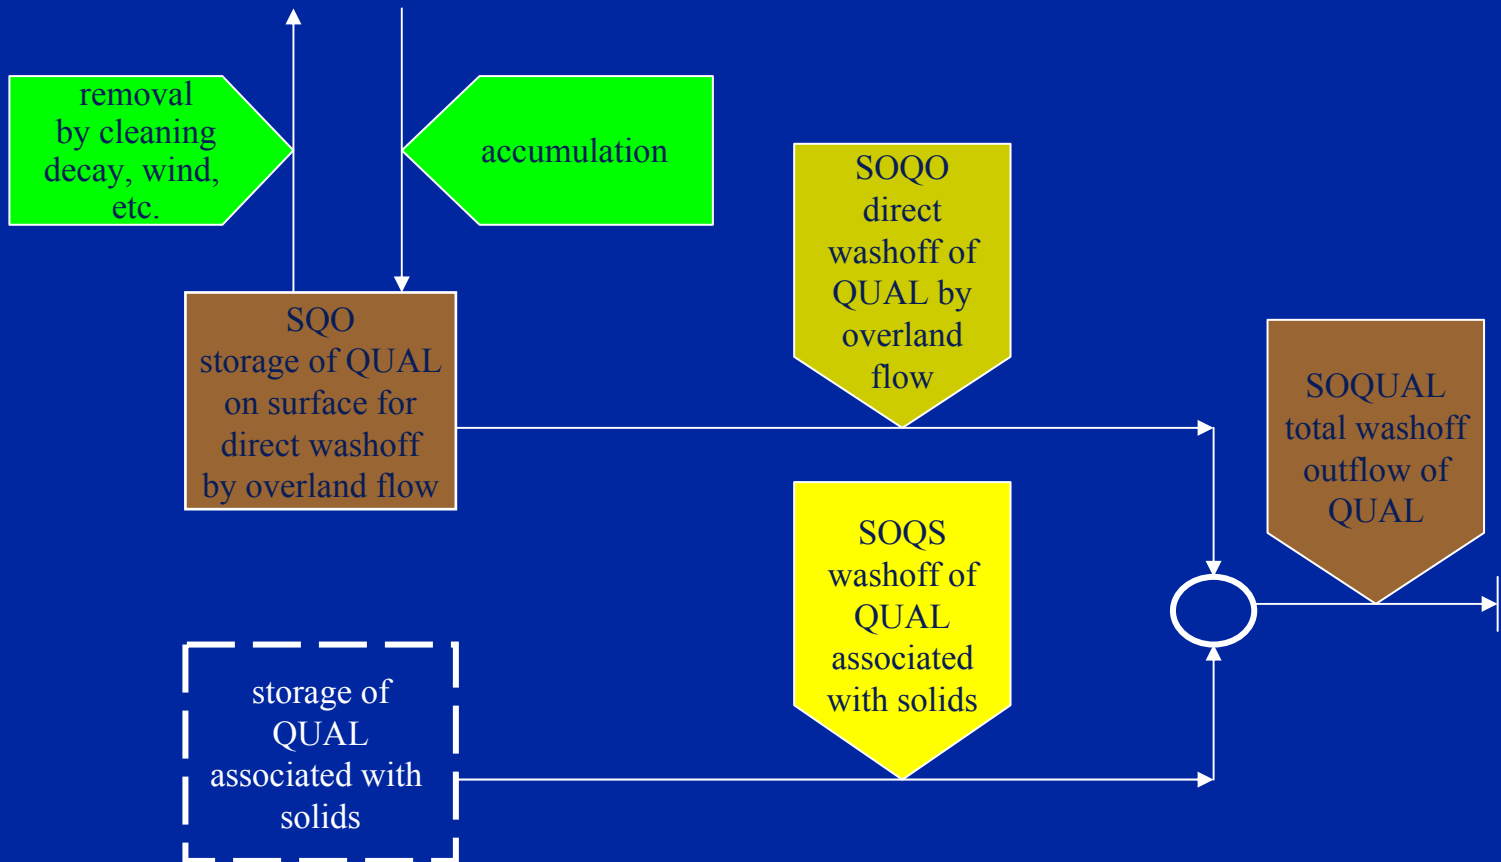 removal
by cleaning
decay, wind,
etc.
accumulation
SQO
storage of QUAL
on surface for
direct washoff
by overland flow
SOQO
direct
washoff of
QUAL by
overland
flow
SOQS
washoff of
QUAL
associated
with solids
SOQUAL
total washoff
outflow of
QUAL
storage of
QUAL
associated with
solids